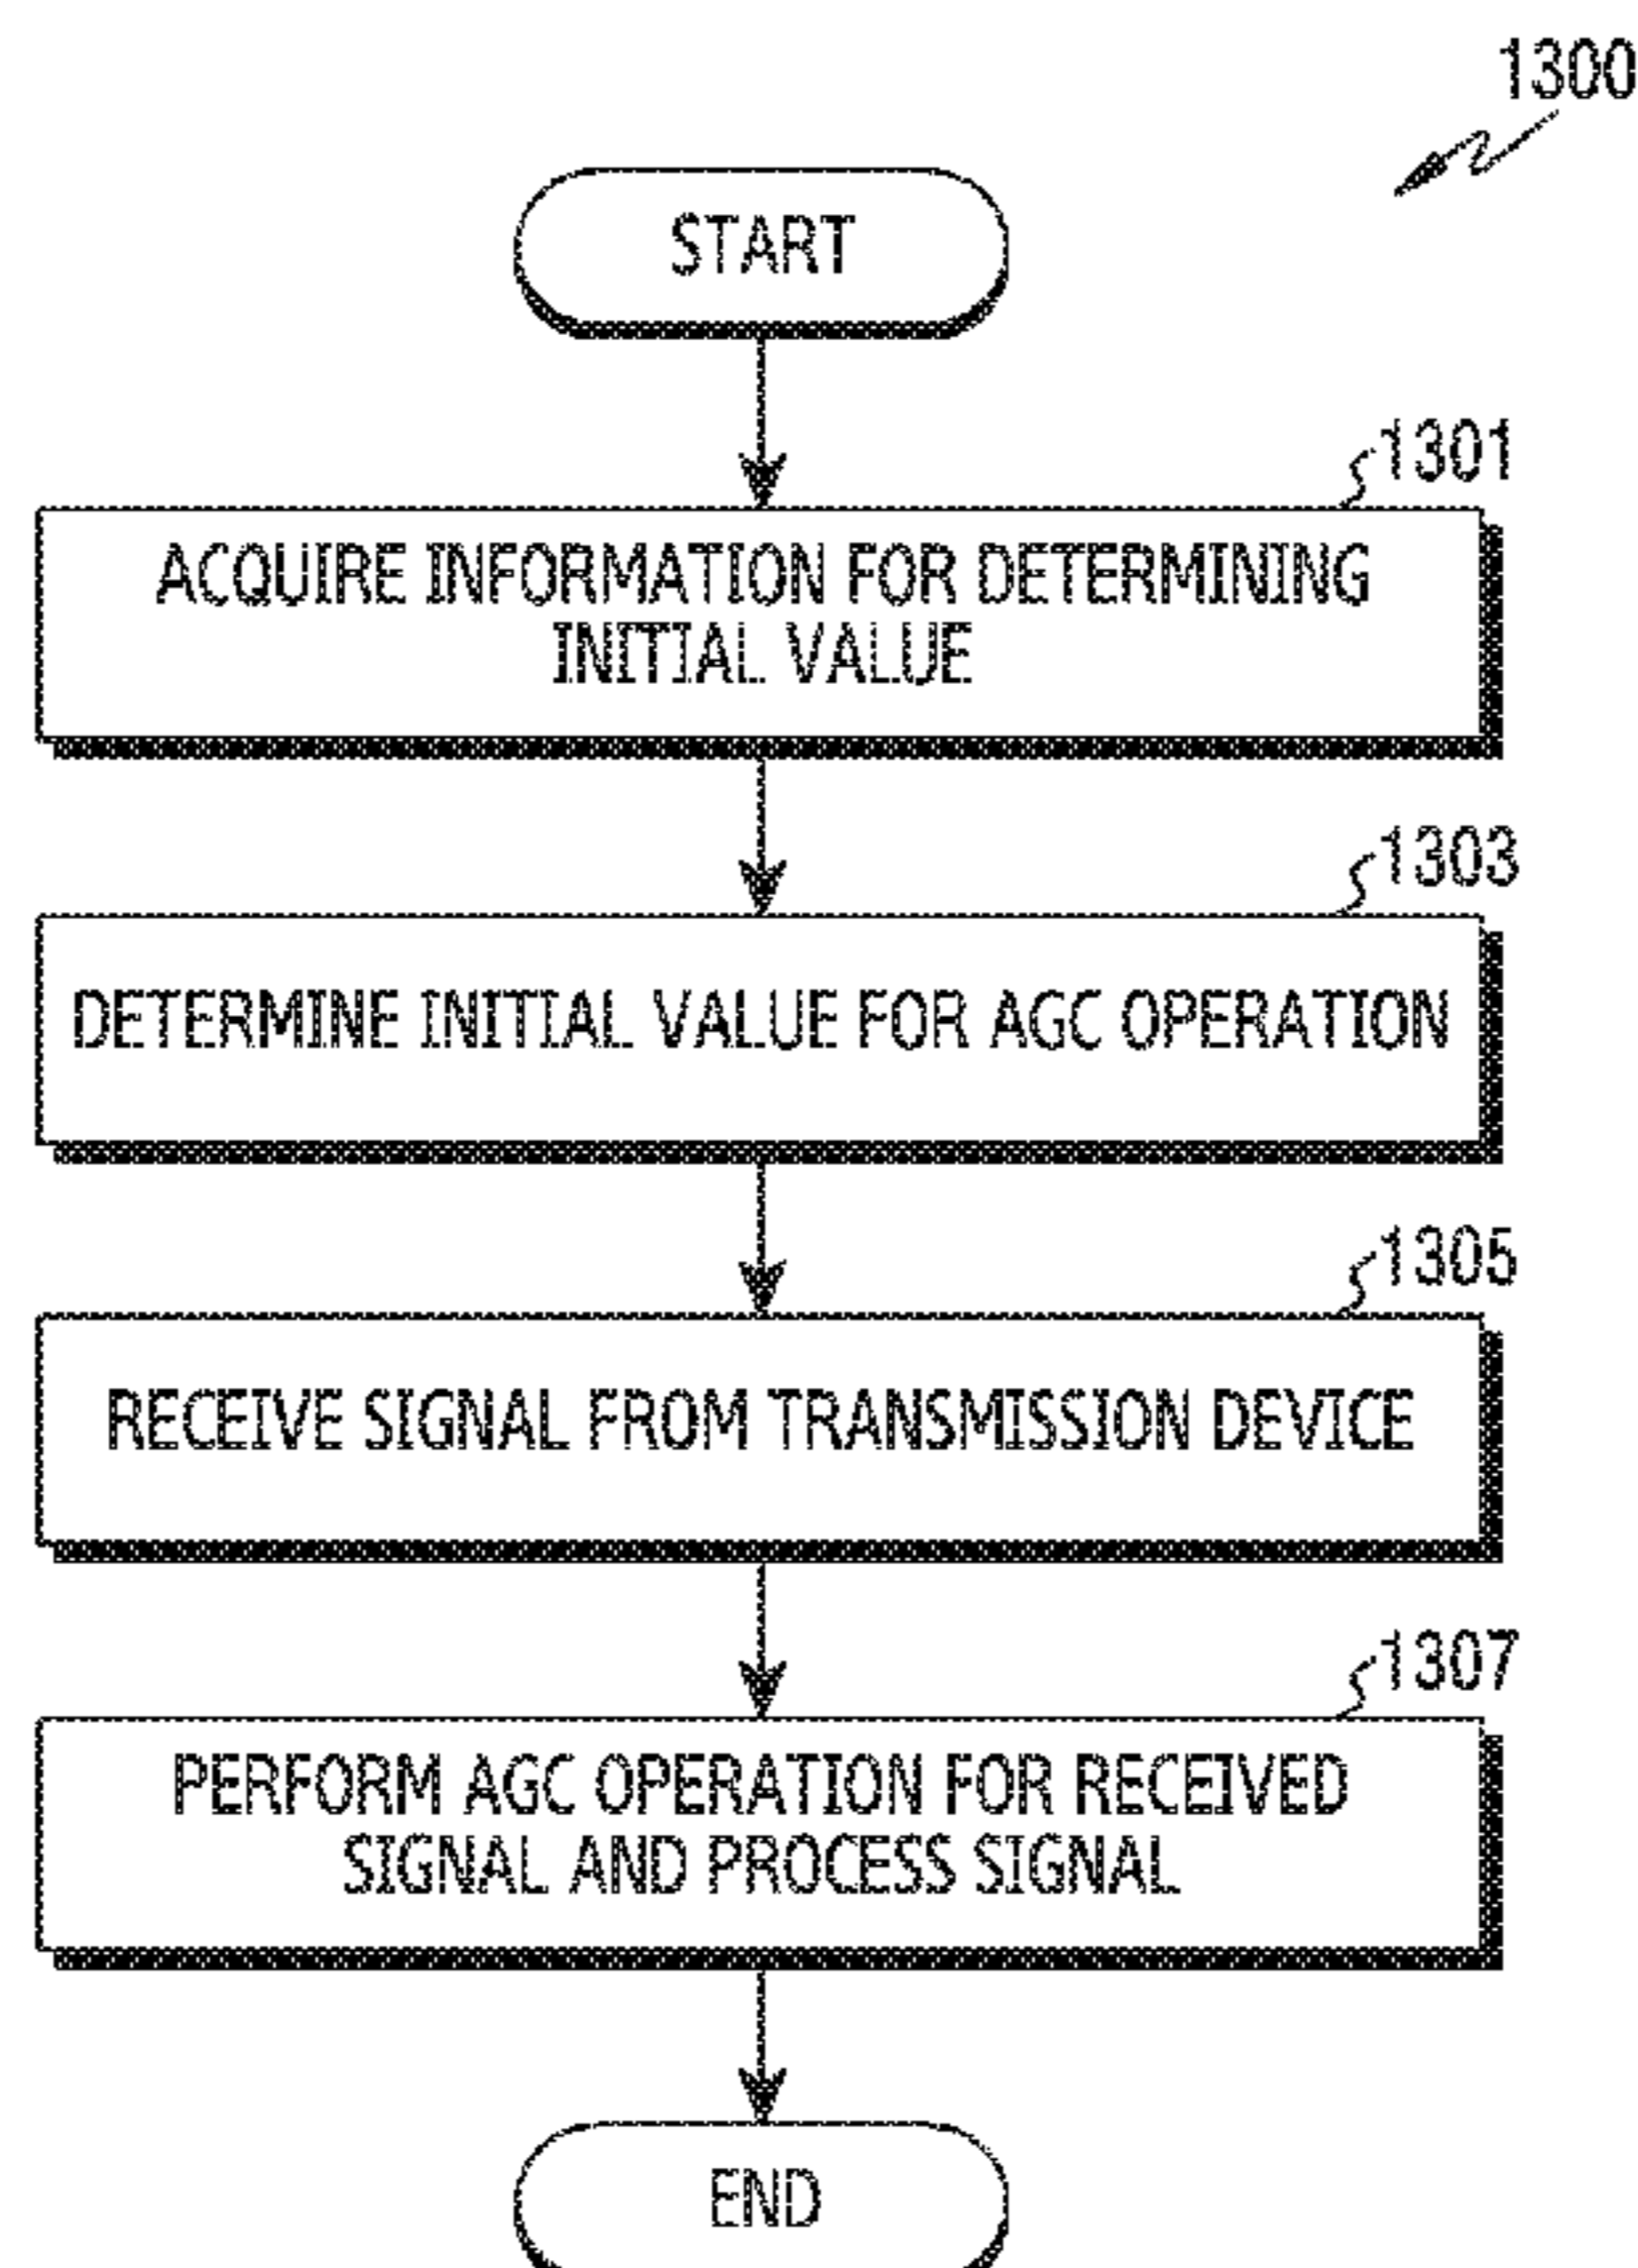 1300
START
1301
ACQUIRE INFORMATION FOR DETERMINING
INITIAL VALUE
1303
DETERMINE INITIAL VALUE FOR AGC OPERATION
1305
RECEIVE SIGNAL FROM TRANSMISSION DEVICE
1307
PERFORM AGC OPERATION FOR RECEIVED
SIGNAL AND PROCESS SIGNAL
END